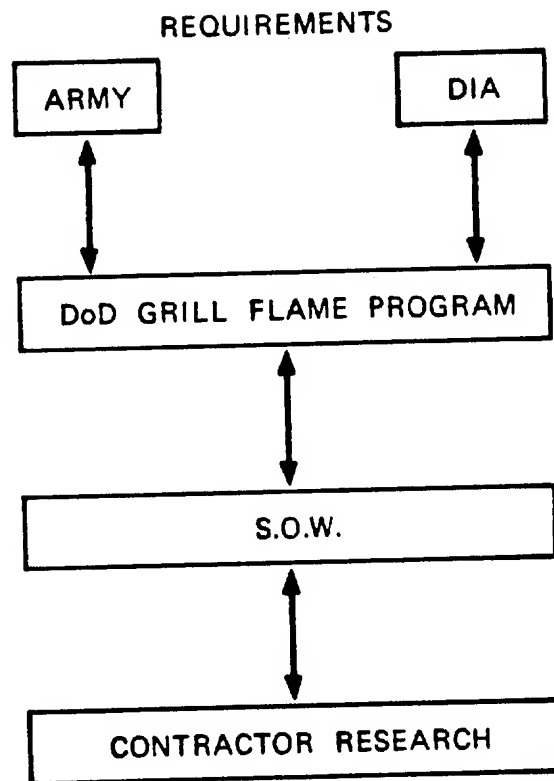 REQUIREMENTS
ARMY
DIA
DoD GRILL FLAME PROGRAM
S.O.W.
CONTRACTOR RESEARCH